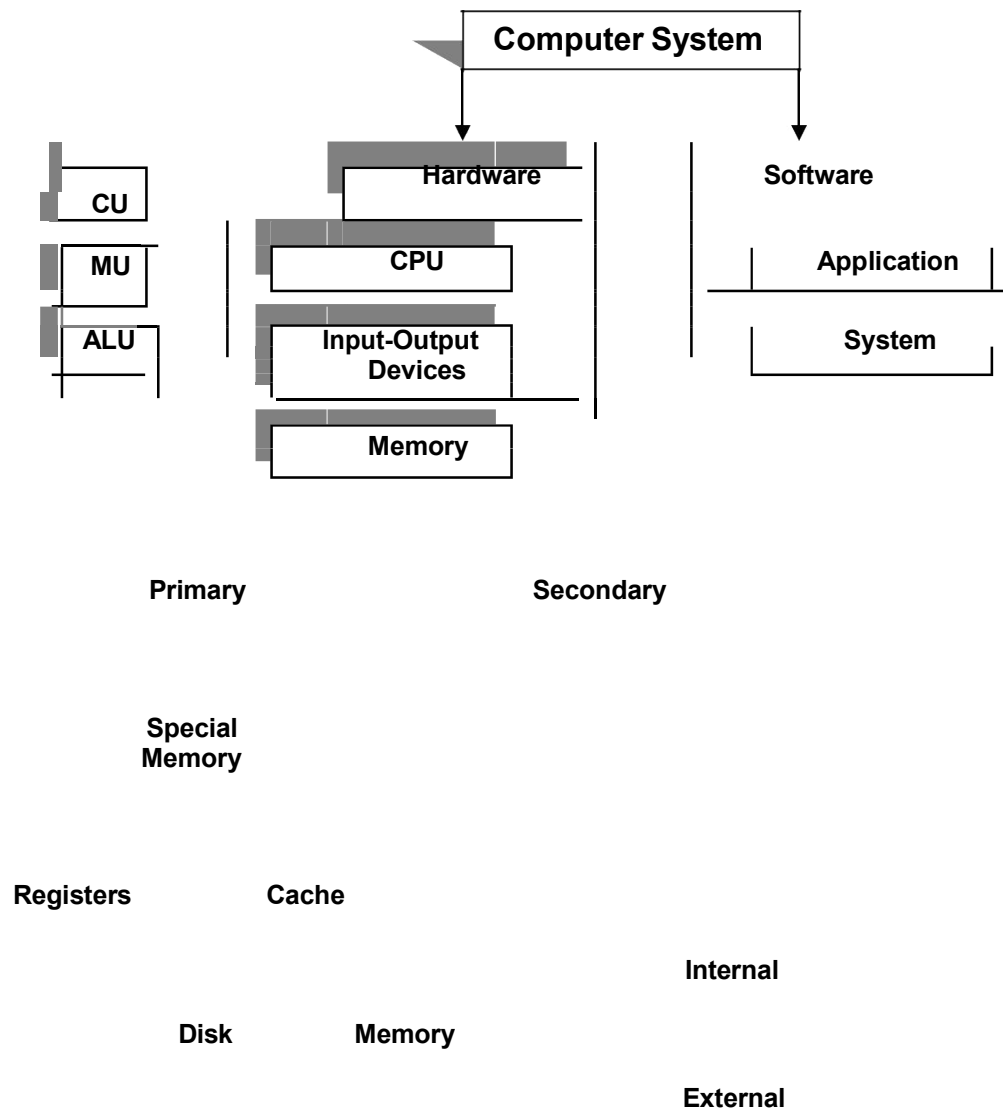 Computer System
Hardware
Software
CU
CPU
MU
Application
ALU
Input-Output
Devices
System
Memory
Primary
Secondary
Special
Memory
Registers
Cache
Internal
Disk
Memory
External